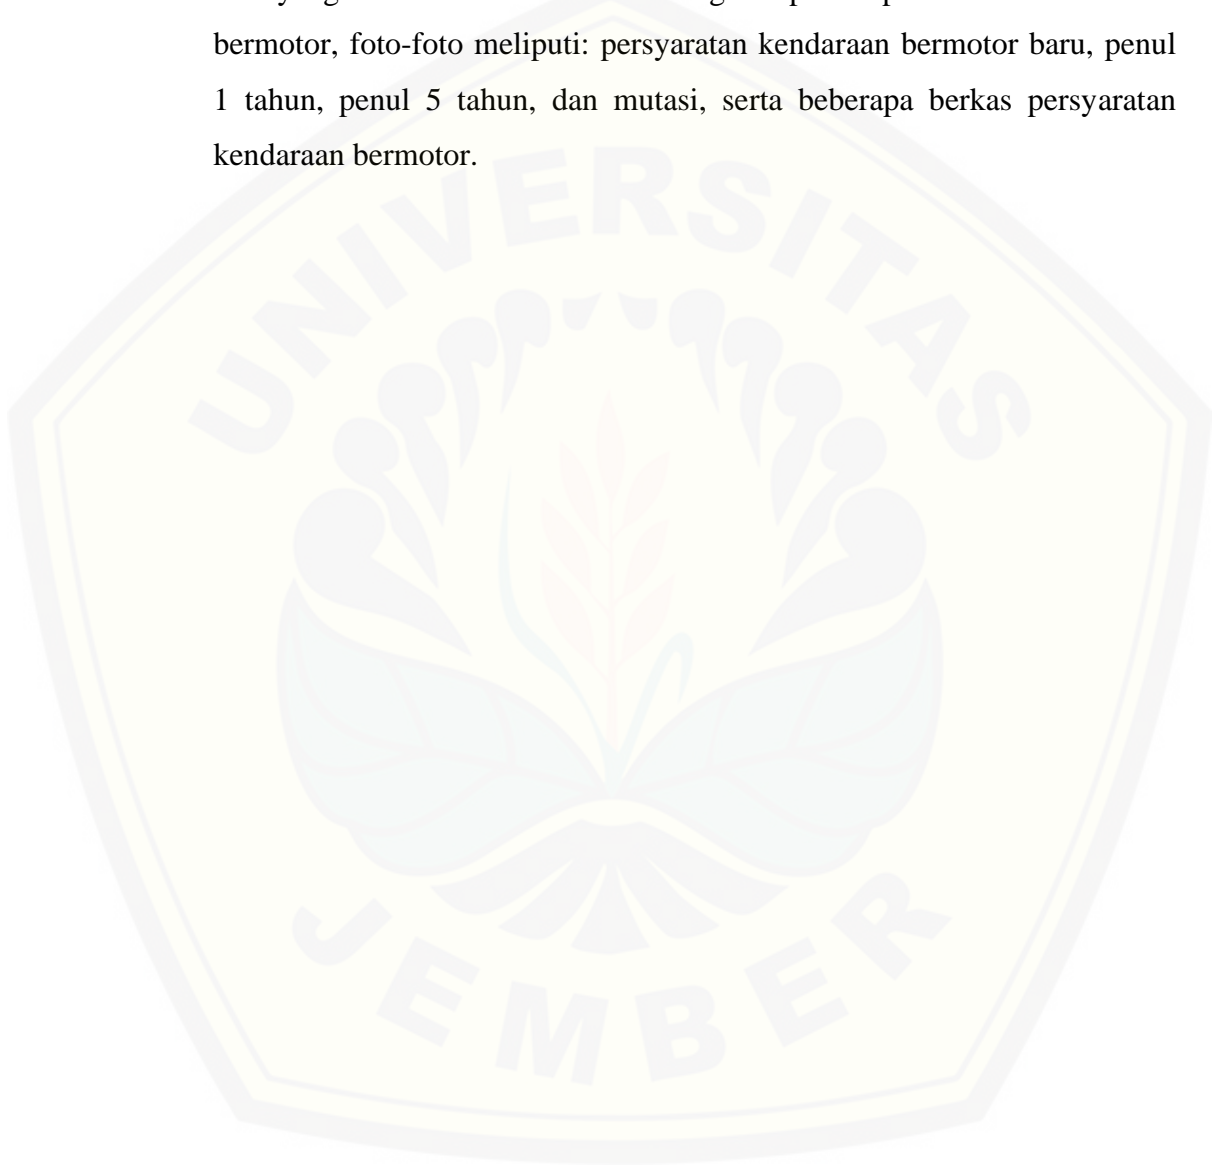 bermotor, foto-foto meliputi: persyaratan kendaraan bermotor baru, penul
1 tahun, penul 5 tahun, dan mutasi, serta beberapa berkas persyaratan
kendaraan bermotor.
UNIVERSITAS
JEMBER